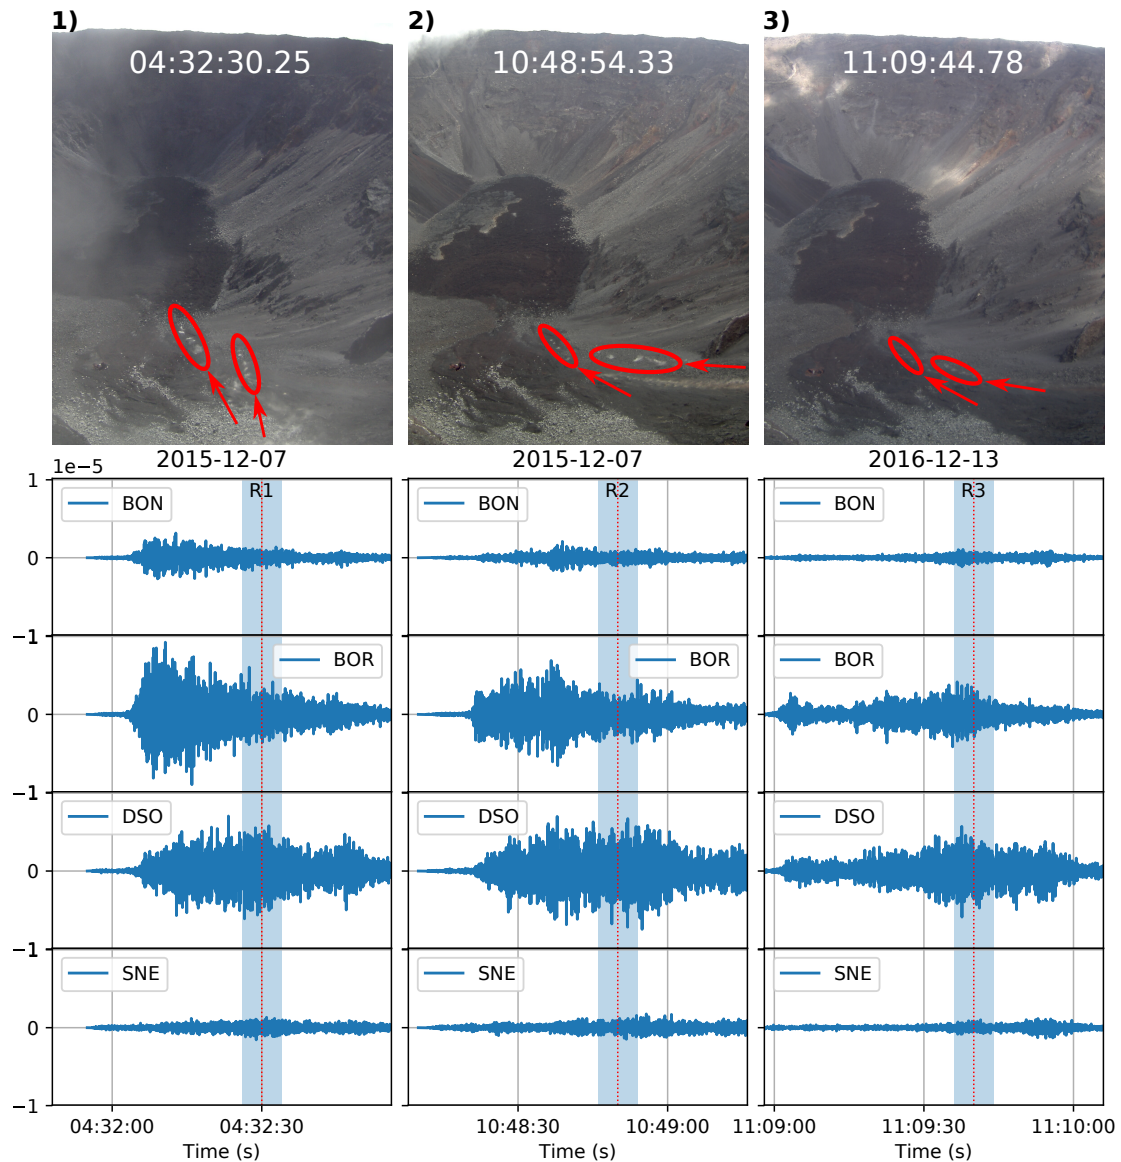 1)
2)
3)
04:32:30.25
10:48:54.33
11:09:44.78
1e−5
2015-12-07
2015-12-07
2016-12-13
1
R1
R2
R3
BON
BON
BON
0
−1
BOR
BOR
BOR
0
−1
DSO
DSO
DSO
0
−1
SNE
SNE
SNE
0
−1
04:32:00
04:32:30
10:48:30
10:49:00
11:09:00
11:09:30
11:10:00
Time (s)
Time (s)
Time (s)